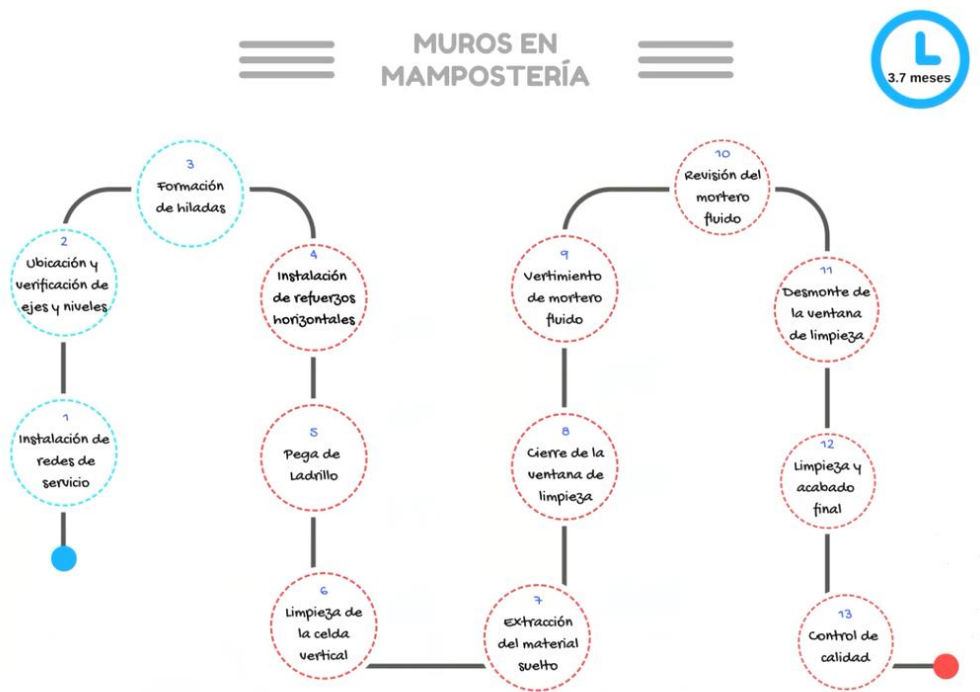 MUROS EN
MAMPOSTERÍA
3.7 meses
1
Instalación de
redes de
servicio
2
Ubicación y
verificación de
ejes y niveles
3
Formación
de hiladas
4
Instalación
de refuerzos
horizontales
5
Pega de
Ladrillo
6
Limpieza de
la celda
vertical
7
Extracción
del material
suelto
8
Cierre de la
ventana de
limpieza
9
Vertimiento
de mortero
fluido
10
Revisión del
mortero
fluido
11
Desmonte de
la ventana
de limpieza
12
Limpieza y
acabado
final
13
Control de
calidad